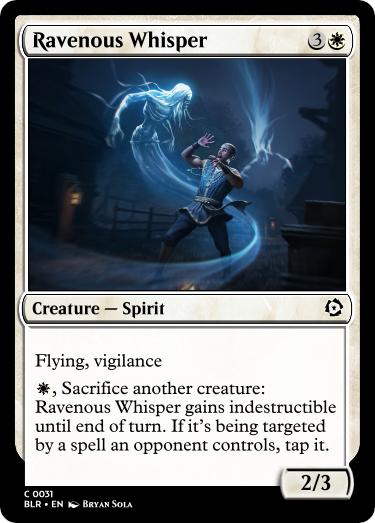 Ravenous Whisper 3
Creature — Spirit
Flying, vigilance
, Sacrifice another creature:
Ravenous Whisper gains indestructible
until end of turn. If it's being targeted
by a spell an opponent controls, tap it.
2/3
C 0031
BLR • EN Bryan Sola